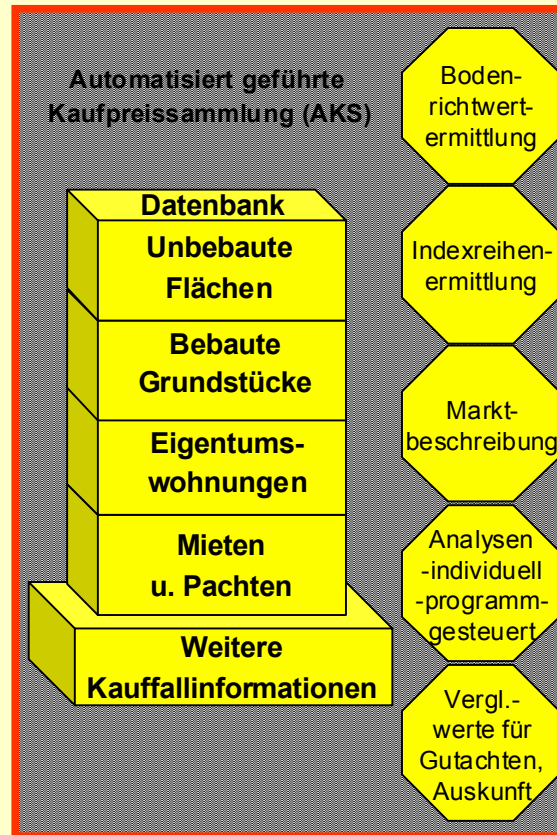 Automatisiert geführte
Kaufpreissammlung (AKS)
Datenbank
Unbebaute
Flächen
Bebaute
Grundstücke
Eigentums-
wohnungen
Mieten
u. Pachten
Weitere
Kauffallinformationen
Boden-
richtwert-
ermittlung
Indexreihen-
ermittlung
Markt-
beschreibung
Analysen
-individuell
-programm-
gesteuert
Vergl.-
werte für
Gutachten,
Auskunft